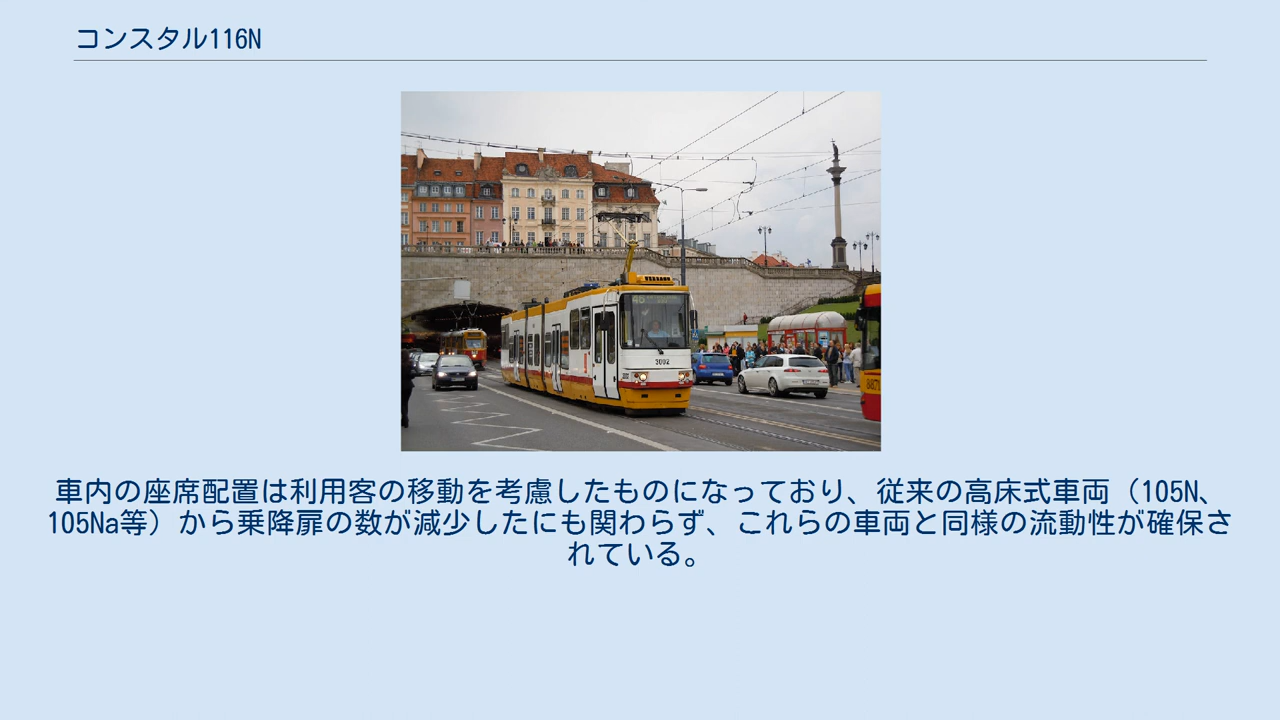 コンスタル116N
3002
車内の座席配置は利用客の移動を考慮したものになっており、従来の高床式車両（105N、
105Na等）から乗降扉の数が減少したにも関わらず、これらの車両と同様の流動性が確保さ
れている。